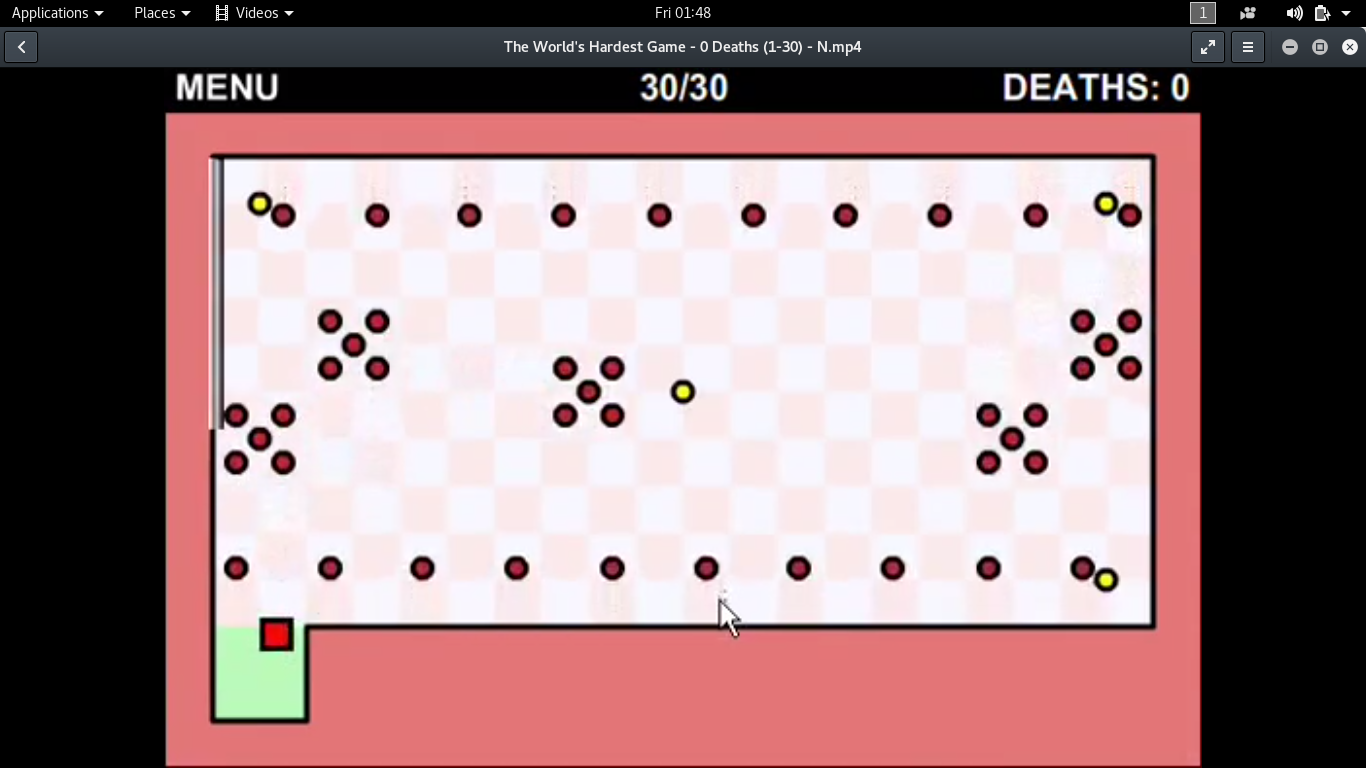 Applications Places Videos Fri 01:48 1
The World's Hardest Game - 0 Deaths (1-30) - N.mp4
MENU 30/30 DEATHS: 0